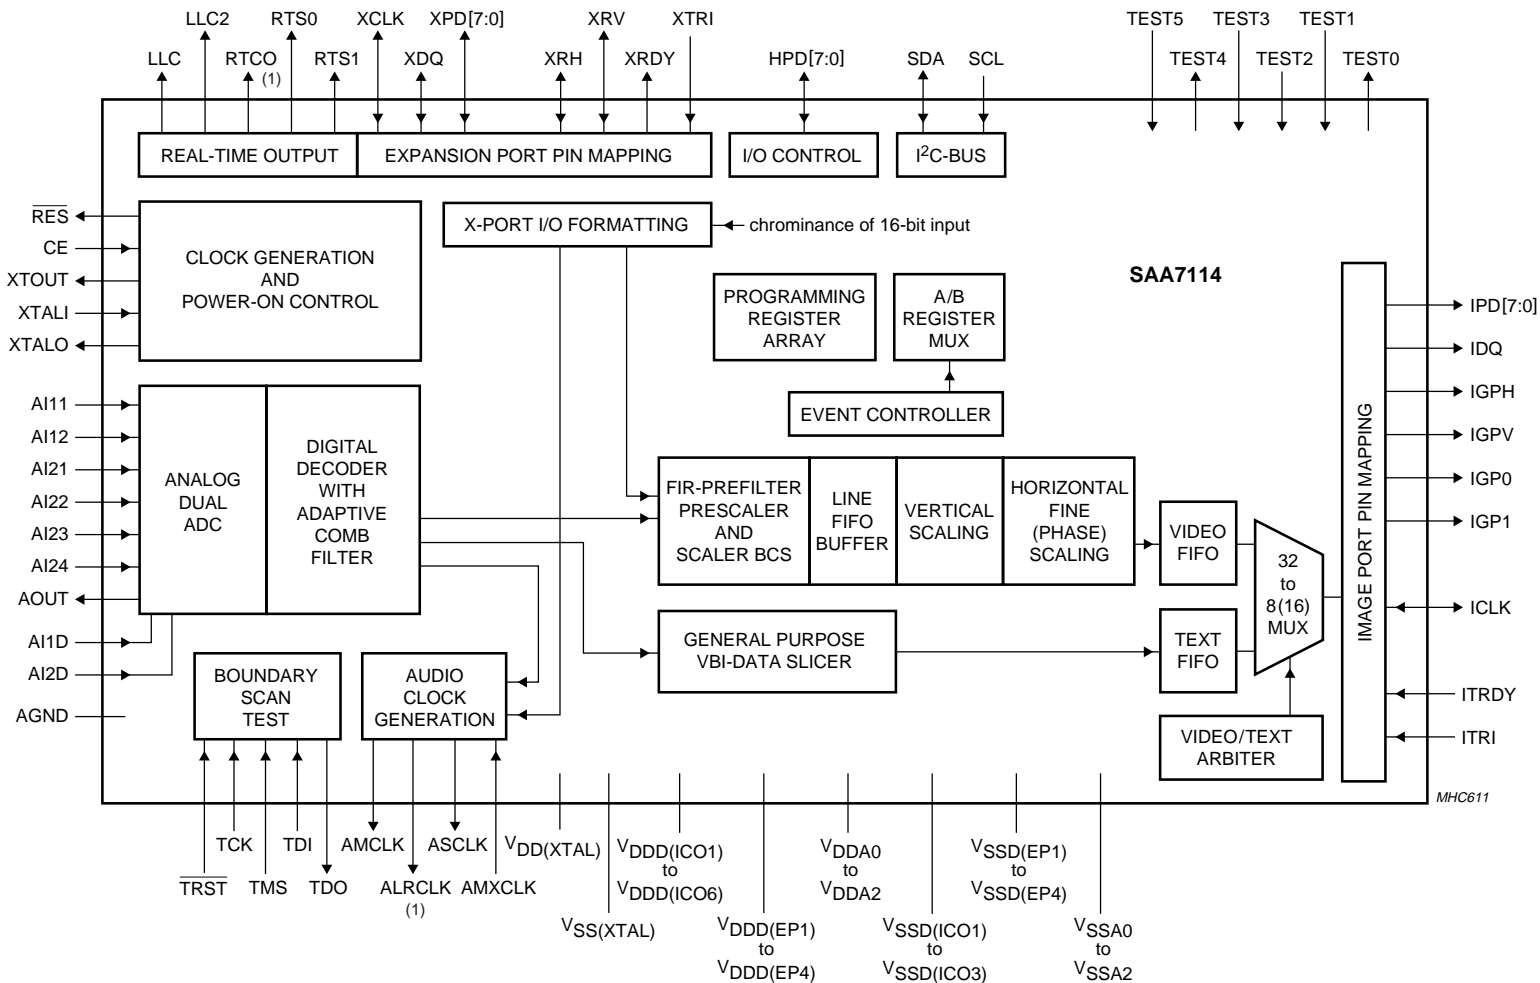 LLC2 RTS0 XCLK XPD[7:0] XRV XTRI TEST5 TEST3 TEST1
LLC RTCO RTS1 XDQ XRH XRDY HPD[7:0] SDA SCL TEST4 TEST2 TEST0
(1)
REAL-TIME OUTPUT
EXPANSION PORT PIN MAPPING
I/O CONTROL
I2C-BUS
RES
CE
XTOUT
XTALI
XTALO
CLOCK GENERATION
AND
POWER-ON CONTROL
X-PORT I/O FORMATTING
chrominance of 16-bit input
SAA7114
PROGRAMMING
REGISTER
ARRAY
A/B
REGISTER
MUX
EVENT CONTROLLER
AI11
AI12
AI21
AI22
AI23
AI24
AOUT
AI1D
AI2D
AGND
ANALOG
DUAL
ADC
DIGITAL
DECODER
WITH
ADAPTIVE
COMB
FILTER
FIR-PREFILTER
PRESCALER
AND
SCALER BCS
LINE
FIFO
BUFFER
VERTICAL
SCALING
HORIZONTAL
FINE
(PHASE)
SCALING
VIDEO
FIFO
32
to
8(16)
MUX
IMAGE PORT PIN MAPPING
IPD[7:0]
IDQ
IGPH
IGPV
IGP0
IGP1
ICLK
ITRDY
ITRI
BOUNDARY
SCAN
TEST
AUDIO
CLOCK
GENERATION
GENERAL PURPOSE
VBI-DATA SLICER
TEXT
FIFO
VIDEO/TEXT
ARBITER
MHC611
TCK TDI AMCLK ASCLK
TRST TMS TDO ALRCLK AMXCLK
(1)
VDD(XTAL)
VSS(XTAL)
VDDD(ICO1)
to
VDDD(ICO6)
VDDD(EP1)
to
VDDD(EP4)
VDDA0
to
VDDA2
VSSD(ICO1)
to
VSSD(ICO3)
VSSD(EP1)
to
VSSD(EP4)
VSSA0
to
VSSA2